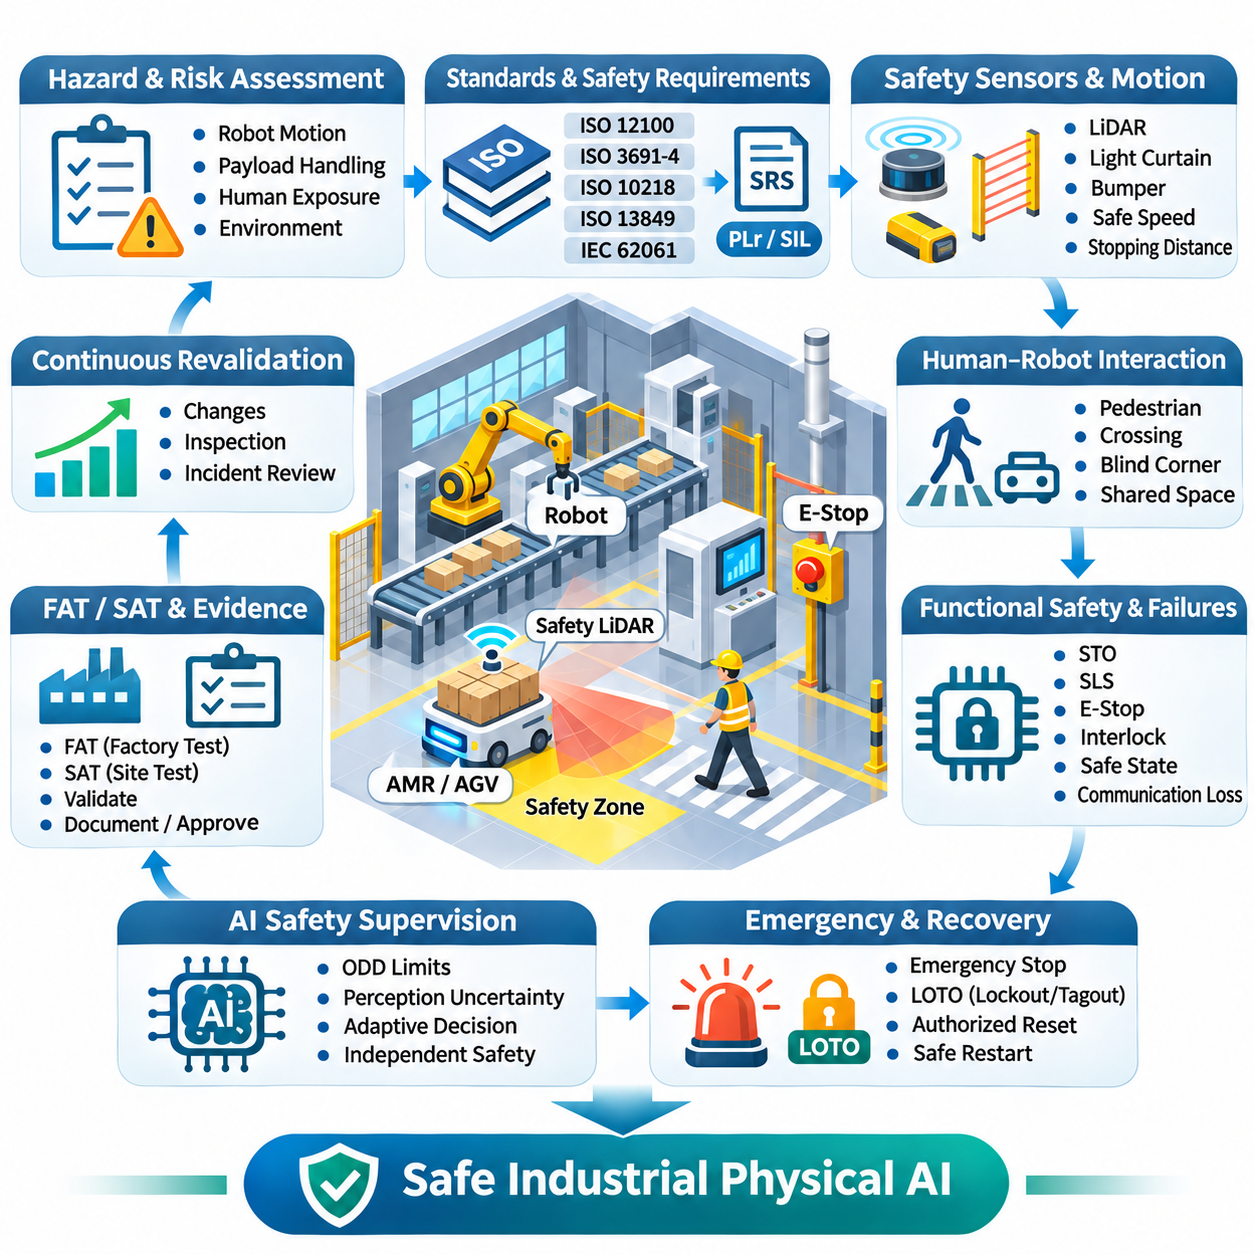 Hazard & Risk Assessment
Robot Motion
Payload Handling
Human Exposure
Environment
Standards & Safety Requirements
ISO
ISO 12100
ISO 3691-4
ISO 10218
ISO 13849
IEC 62061
SRS
PLr / SIL
Safety Sensors & Motion
LiDAR
Light Curtain
Bumper
Safe Speed
Stopping Distance
Continuous Revalidation
Changes
Inspection
Incident Review
Human–Robot Interaction
Pedestrian
Crossing
Blind Corner
Shared Space
Robot
E-Stop
Safety LiDAR
AMR / AGV
Safety Zone
FAT / SAT & Evidence
FAT (Factory Test)
SAT (Site Test)
Validate
Document / Approve
Functional Safety & Failures
STO
SLS
E-Stop
Interlock
Safe State
Communication Loss
AI Safety Supervision
Ai
ODD Limits
Perception Uncertainty
Adaptive Decision
Independent Safety
Emergency & Recovery
LOTO
Emergency Stop
LOTO (Lockout/Tagout)
Authorized Reset
Safe Restart
Safe Industrial Physical AI